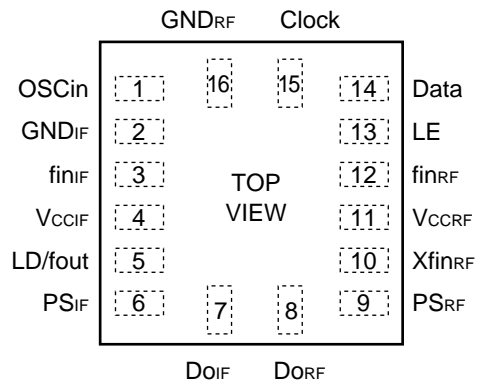 GNDRF Clock
16 15
OSCin 1 14 Data
GNDIF 2 13 LE
finIF 3 12 finRF
TOP
VCCIF 4 11 VCCRF
VIEW
LD/fout 5 10 XfinRF
PSIF 6 9 PSRF
7 8
DoIF DoRF